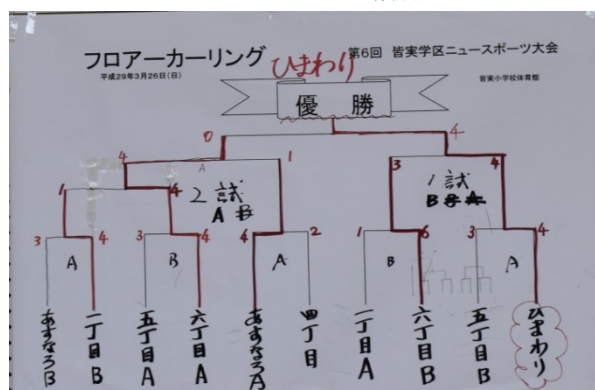 フロアーカーリング
第6回 皆実学区ニュースポーツ大会
平成29年3月26日(日)
ひまわり
皆実小学校体育館
優 勝
0 4
4 A 1 3 4
1 4 2試 1試
A B B B A
3 4 3 4 4 2 1 6 3 4
A B A B A
あすなろB
一丁目B
五丁目A
六丁目A
あすなろA
四丁目
一丁目A
六丁目B
五丁目B
ひまわり